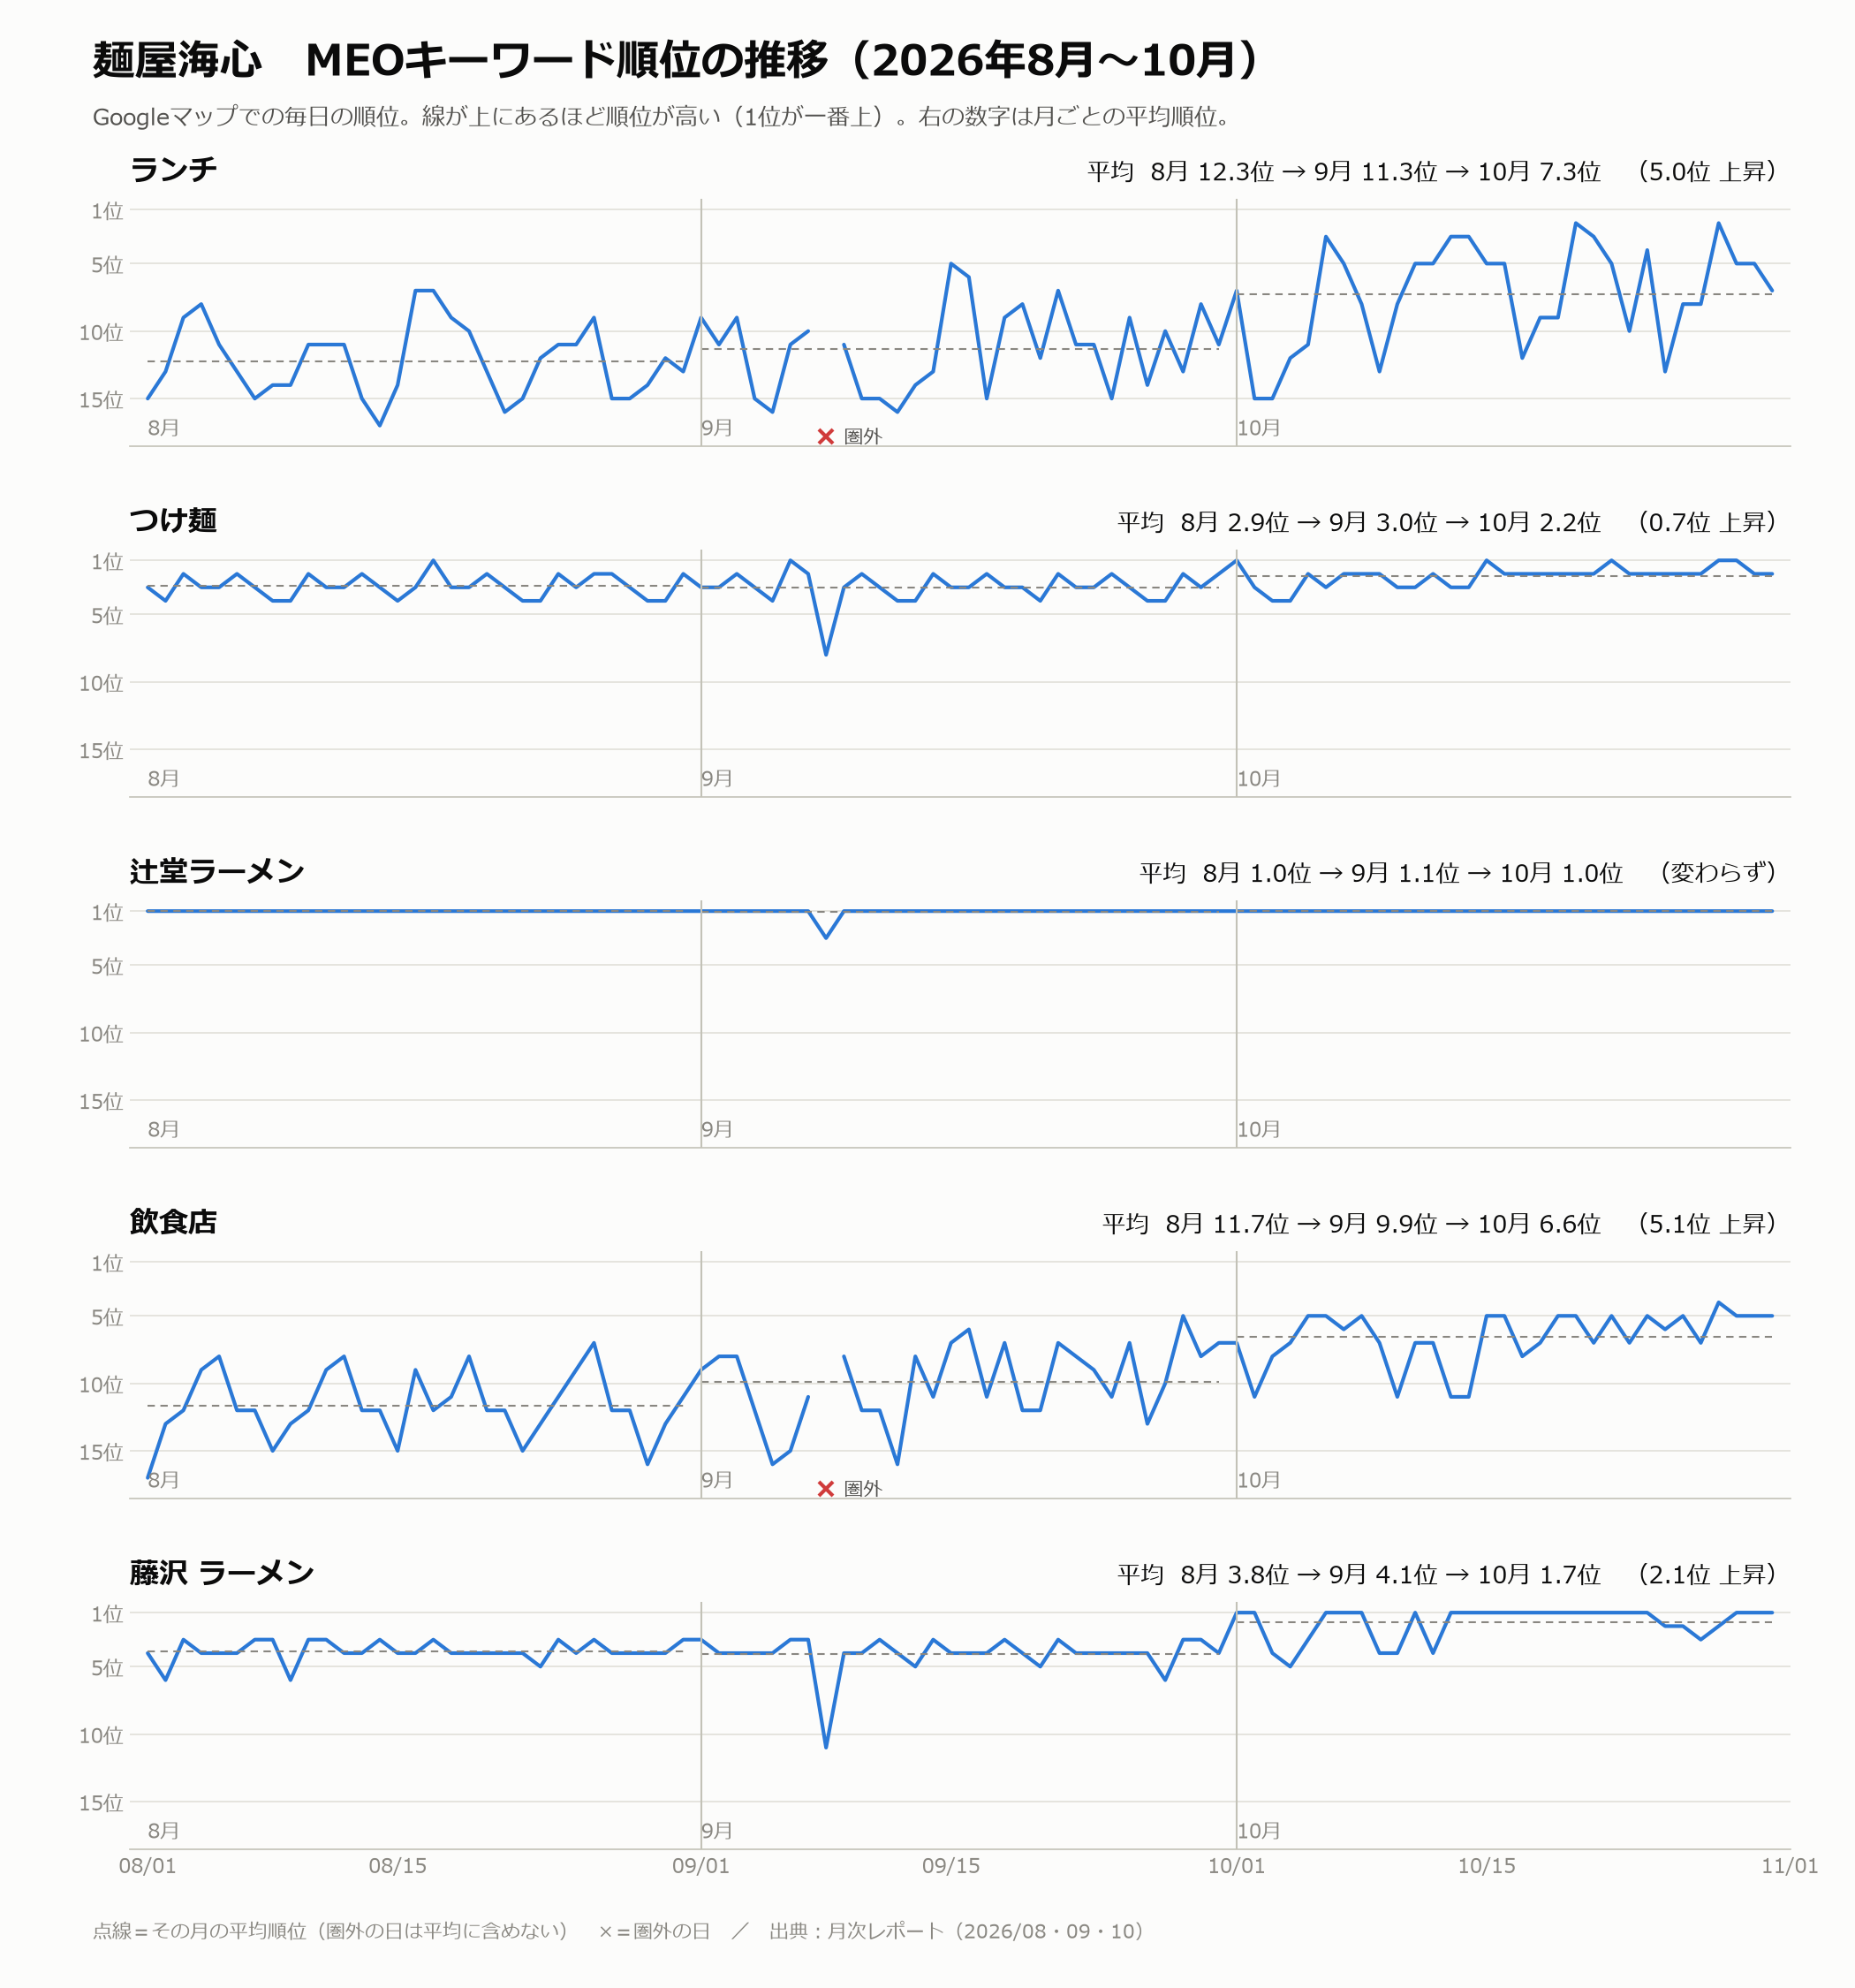 麺屋海心　MEOキーワード順位の推移（2026年8月～10月）
Googleマップでの毎日の順位。線が上にあるほど順位が高い（1位が一番上）。右の数字は月ごとの平均順位。
ランチ
平均 8月 12.3位 → 9月 11.3位 → 10月 7.3位 （5.0位 上昇）
1位
5位
10位
15位
8月
9月
10月
圏外
つけ麺
平均 8月 2.9位 → 9月 3.0位 → 10月 2.2位 （0.7位 上昇）
1位
5位
10位
15位
8月
9月
10月
辻堂ラーメン
平均 8月 1.0位 → 9月 1.1位 → 10月 1.0位 （変わらず）
1位
5位
10位
15位
8月
9月
10月
飲食店
平均 8月 11.7位 → 9月 9.9位 → 10月 6.6位 （5.1位 上昇）
1位
5位
10位
15位
8月
9月
10月
圏外
藤沢 ラーメン
平均 8月 3.8位 → 9月 4.1位 → 10月 1.7位 （2.1位 上昇）
1位
5位
10位
15位
8月
9月
10月
08/01
08/15
09/01
09/15
10/01
10/15
11/01
点線＝その月の平均順位（圏外の日は平均に含めない）　×＝圏外の日　／　出典：月次レポート（2026/08・09・10）